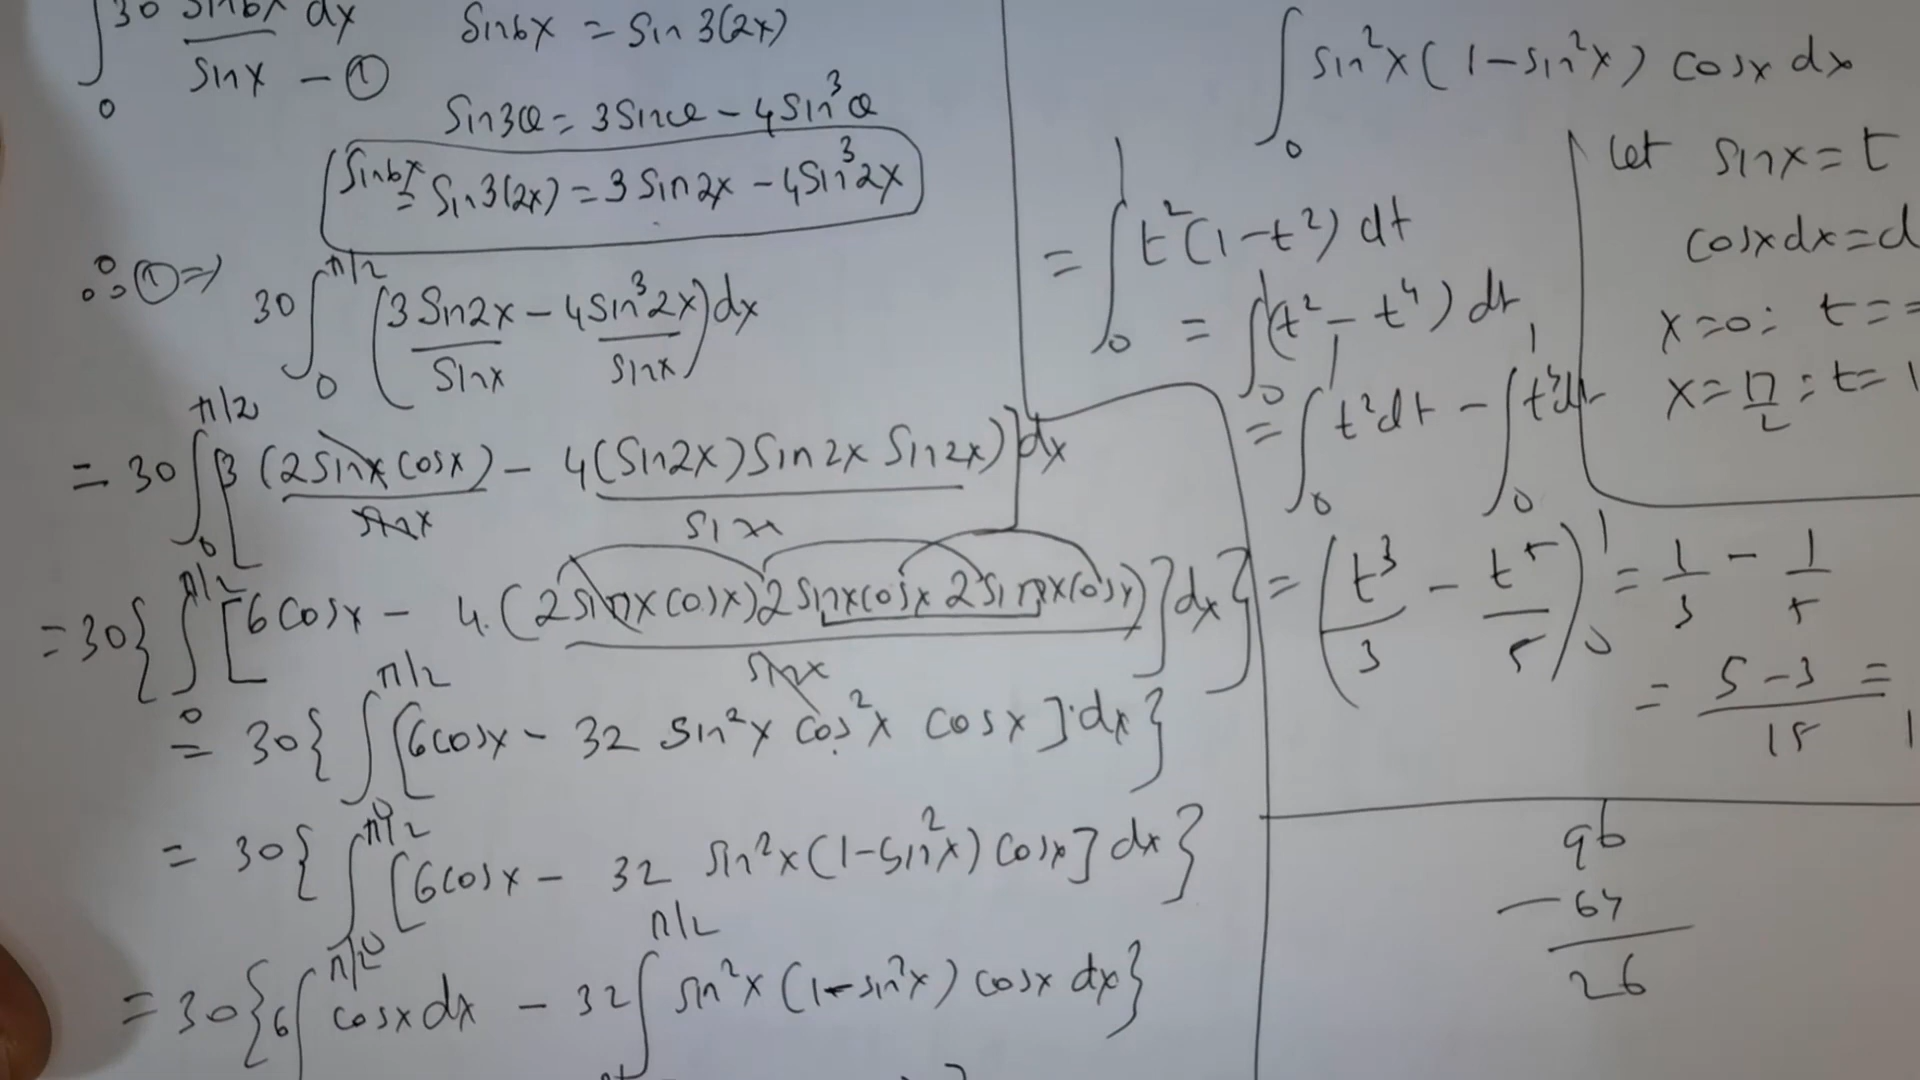 ∫₀ 30 sin6x/sinx dx — ①
Sin6x = Sin3(2x)
Sin3θ = 3Sinθ − 4Sin³θ
Sin6x = Sin3(2x) = 3Sin2x − 4Sin³2x
∴ ① ⇒ 30 ∫₀^{π/2} (3Sin2x/Sinx − 4Sin³2x/Sinx) dx
= 30 ∫₀^{π/2} [3(2Sinx Cosx)/Sinx − 4(Sin2x)Sin2x Sin2x)/Sinx] dx
= 30{∫₀^{π/2} [6Cosx − 4.(2Sinx Cosx)2Sinx Cosx 2Sinx Cosx)/Sinx] dx}
= 30{∫₀^{π/2} [6Cosx − 32 Sin²x Cos²x Cosx] dx}
= 30{∫₀^{π/2} [6Cosx − 32 Sin²x(1−Sin²x) Cosx] dx}
= 30{6∫^{π/2} Cosx dx − 32∫^{π/2} Sin²x(1−Sin²x) Cosx dx}
∫₀ Sin²x(1−Sin²x) Cosx dx
Let Sinx = t
Cosx dx = d
x=0: t=
x=π/2: t=1
= ∫₀¹ t²(1−t²) dt
= ∫₀¹ (t² − t⁴) dt
= ∫₀¹ t² dt − ∫₀¹ t⁴ dt
= (t³/3 − t⁵/5)₀¹ = 1/3 − 1/5
= (5−3)/15 =
96
− 64
26